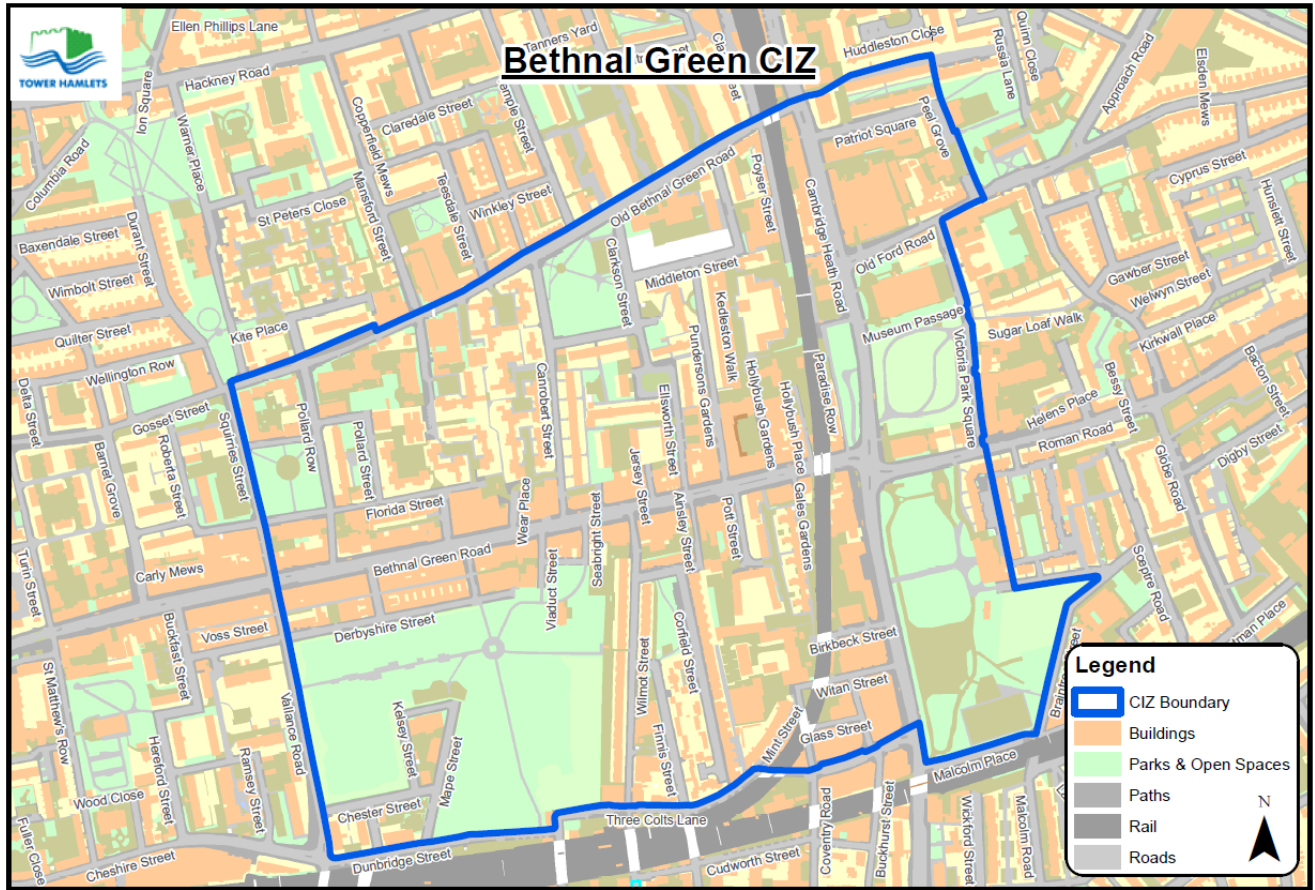 Bethnal Green CIZ
TOWER HAMLETS
Ellen Phillips Lane
Tanners Yard
Huddleston Close
Quinn Close
Russia Lane
Approach Road
Elsden Mews
Hackney Road
Ion Square
Warner Place
Copperfield Mews
Claredale Street
Peel Grove
Patriot Square
Columbia Road
Mansford Street
Teesdale Street
Winkley Street
Old Bethnal Green Road
Poyser Street
Cambridge Heath Road
Cyprus Street
Hunslett Street
St Peters Close
Baxendale Street
Durant Street
Wimbolt Street
Clarkson Street
Middleton Street
Old Ford Road
Gawber Street
Welwyn Street
Quilter Street
Kite Place
Kedleston Walk
Pundersons Gardens
Museum Passage
Sugar Loaf Walk
Kirkwall Place
Wellington Row
Delta Street
Gosset Street
Squirries Street
Pollard Row
Pollard Street
Canrobert Street
Ellsworth Street
Hollybush Gardens
Hollybush Place
Paradise Row
Victoria Park Square
Helens Place
Bessy Street
Bacton Street
Roman Road
Barnet Grove
Roberta Street
Florida Street
Wear Place
Jersey Street
Ainsley Street
Pott Street
Gales Gardens
Globe Road
Digby Street
Turin Street
Carly Mews
Bethnal Green Road
Viaduct Street
Seabright Street
Sceptre Road
Voss Street
Buckfast Street
Derbyshire Street
Wilmot Street
Corfield Street
Birkbeck Street
Witan Street
St Matthew's Row
Vallance Road
Kelsey Street
Mape Street
Finnis Street
Mint Street
Glass Street
Malcolm Place
Hereford Street
Ramsey Street
Wood Close
Chester Street
Three Colts Lane
Coventry Road
Buckhurst Street
Wickford Street
Malcolm Road
Fuller Close
Cheshire Street
Dunbridge Street
Cudworth Street
Legend
CIZ Boundary
Buildings
Parks & Open Spaces
Paths
Rail
Roads
N